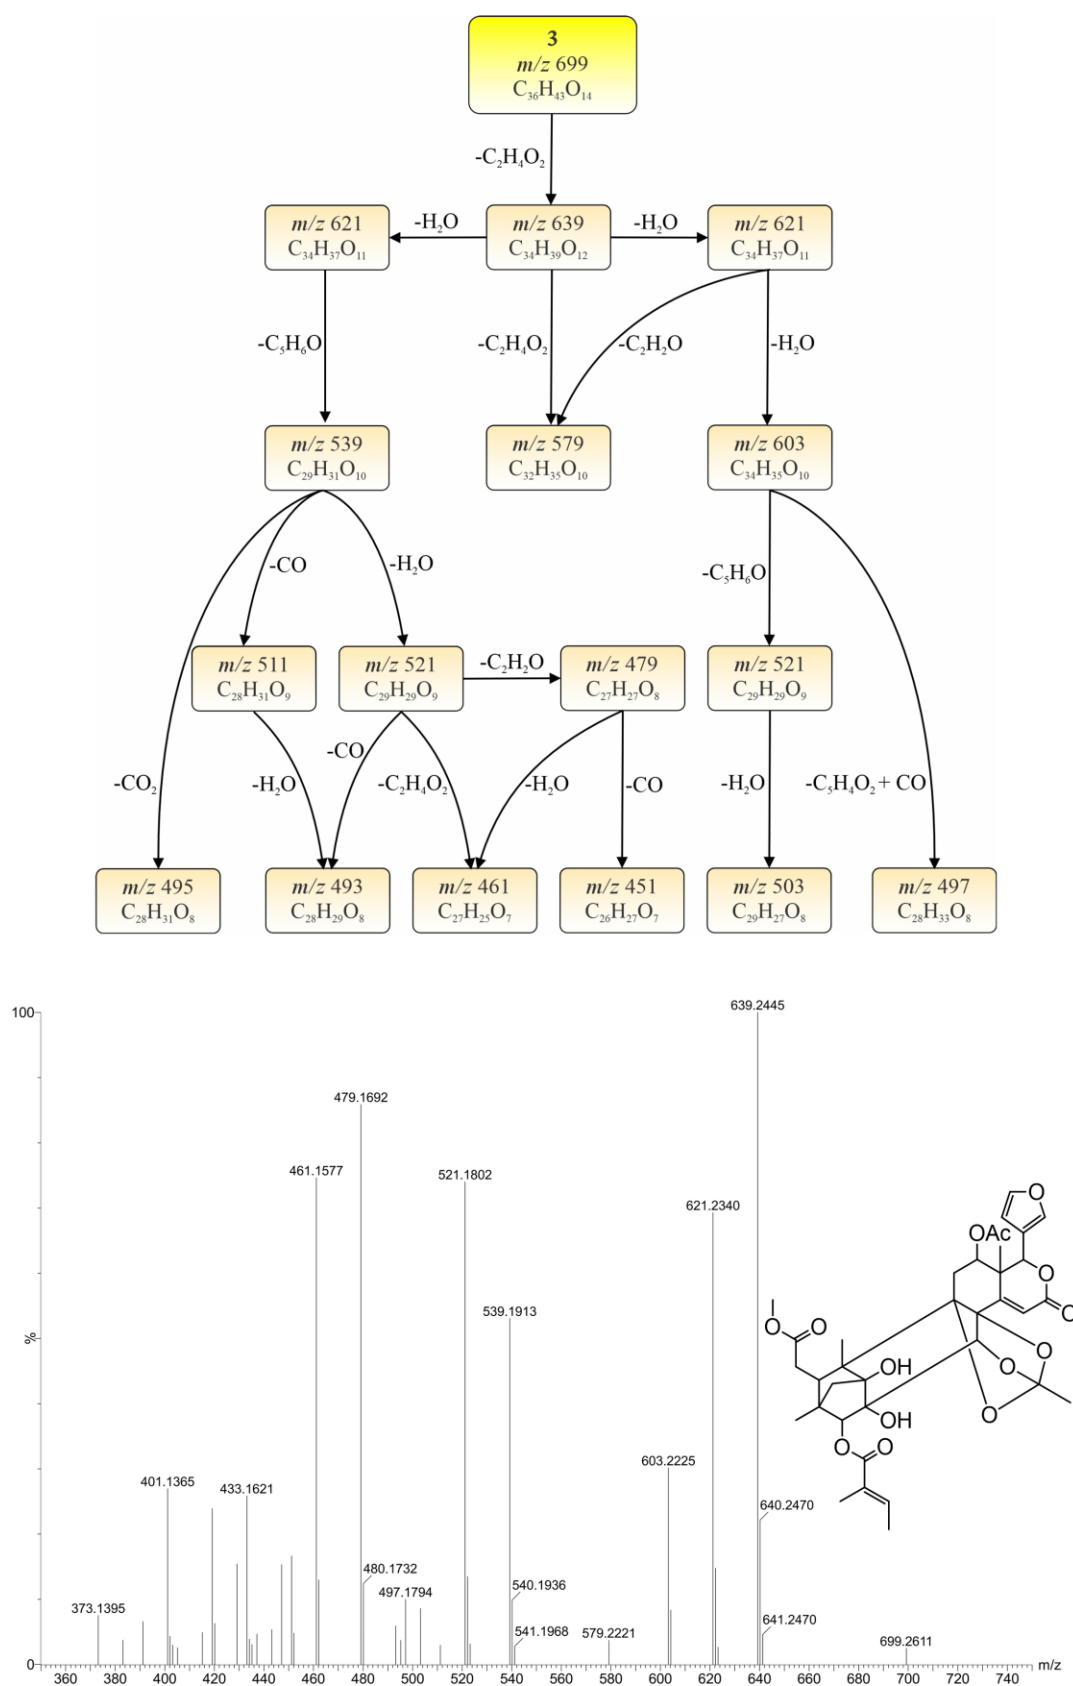 3
m/z 699
C₃₆H₄₃O₁₄
-C₂H₄O₂
m/z 621
C₃₄H₃₇O₁₁
-H₂O
m/z 639
C₃₄H₃₉O₁₂
-H₂O
m/z 621
C₃₄H₃₇O₁₁
-C₅H₆O
-C₂H₄O₂
-C₂H₂O
-H₂O
m/z 539
C₂₉H₃₁O₁₀
m/z 579
C₃₂H₃₅O₁₀
m/z 603
C₃₄H₃₅O₁₀
-CO
-H₂O
-C₅H₆O
m/z 511
C₂₈H₃₁O₉
m/z 521
C₂₉H₂₉O₉
-C₂H₂O
m/z 479
C₂₇H₂₇O₈
m/z 521
C₂₉H₂₉O₉
-CO₂
-H₂O
-CO
-C₂H₄O₂
-H₂O
-CO
-H₂O
-C₅H₄O₂ + CO
m/z 495
C₂₈H₃₁O₈
m/z 493
C₂₈H₂₉O₈
m/z 461
C₂₇H₂₅O₇
m/z 451
C₂₆H₂₇O₇
m/z 503
C₂₉H₂₇O₈
m/z 497
C₂₈H₃₃O₈
100
%
0
639.2445
479.1692
461.1577
521.1802
621.2340
539.1913
603.2225
401.1365
433.1621
640.2470
480.1732
497.1794
540.1936
373.1395
541.1968
579.2221
641.2470
699.2611
O
OAc
O
O
O
O
O
O
O
OH
OH
O
O
360 380 400 420 440 460 480 500 520 540 560 580 600 620 640 660 680 700 720 740 m/z